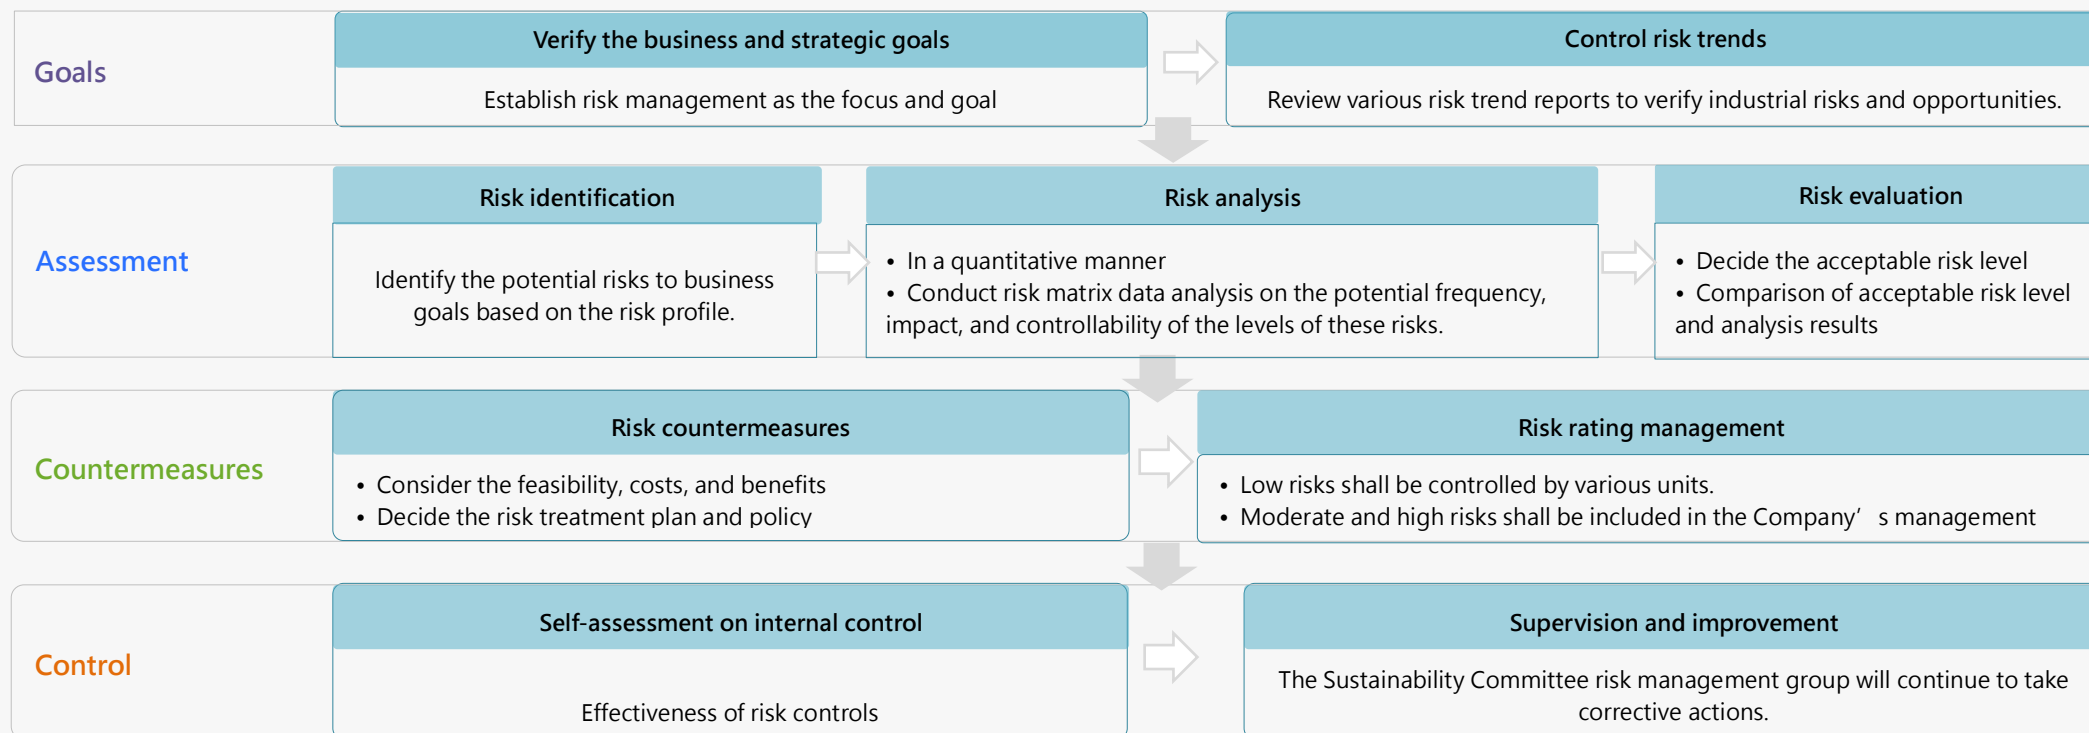 Goals
Verify the business and strategic goals
Establish risk management as the focus and goal
Control risk trends
Review various risk trend reports to verify industrial risks and opportunities.
Assessment
Risk identification
Identify the potential risks to business
goals based on the risk profile.
Risk analysis
• In a quantitative manner
• Conduct risk matrix data analysis on the potential frequency,
impact, and controllability of the levels of these risks.
Risk evaluation
• Decide the acceptable risk level
• Comparison of acceptable risk level
and analysis results
Countermeasures
Risk countermeasures
• Consider the feasibility, costs, and benefits
• Decide the risk treatment plan and policy
Risk rating management
• Low risks shall be controlled by various units.
• Moderate and high risks shall be included in the Company’ s management
Control
Self-assessment on internal control
Effectiveness of risk controls
Supervision and improvement
The Sustainability Committee risk management group will continue to take
corrective actions.